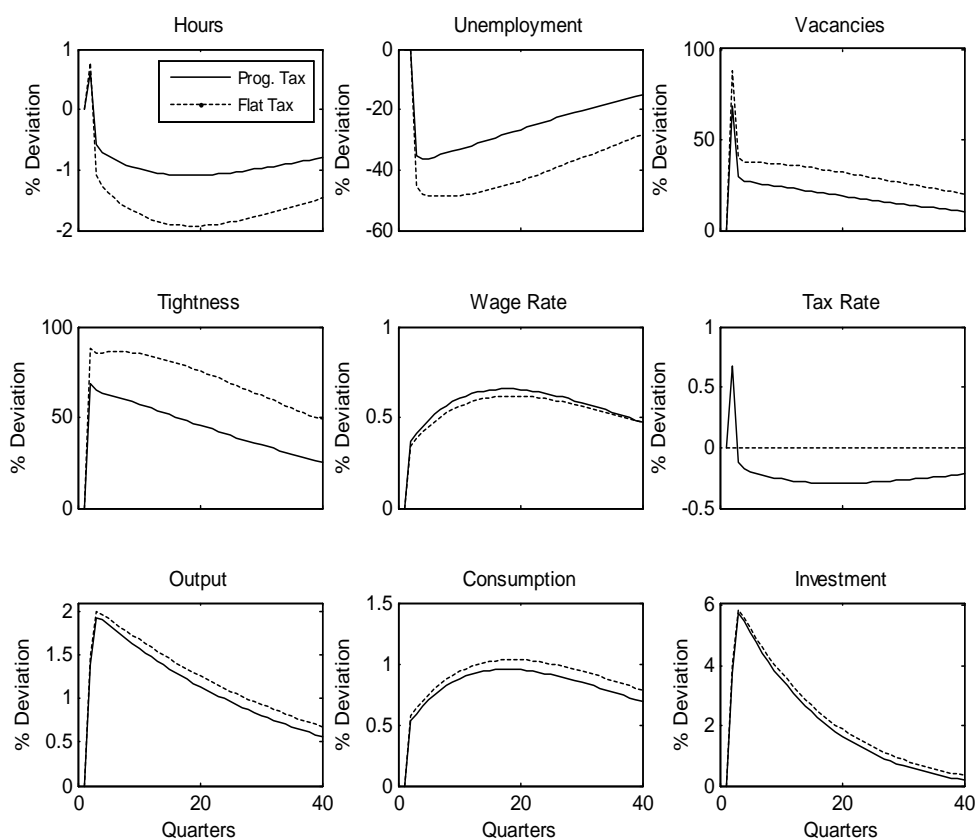 Hours
Unemployment
Vacancies
% Deviation
1
0
-1
-2
Prog. Tax
Flat Tax
% Deviation
0
-20
-40
-60
% Deviation
100
50
0
Tightness
Wage Rate
Tax Rate
% Deviation
100
50
0
% Deviation
1
0.5
0
% Deviation
1
0.5
0
-0.5
Output
Consumption
Investment
% Deviation
2
1.5
1
0.5
0
0 20 40
Quarters
% Deviation
1.5
1
0.5
0
0 20 40
Quarters
% Deviation
6
4
2
0
0 20 40
Quarters